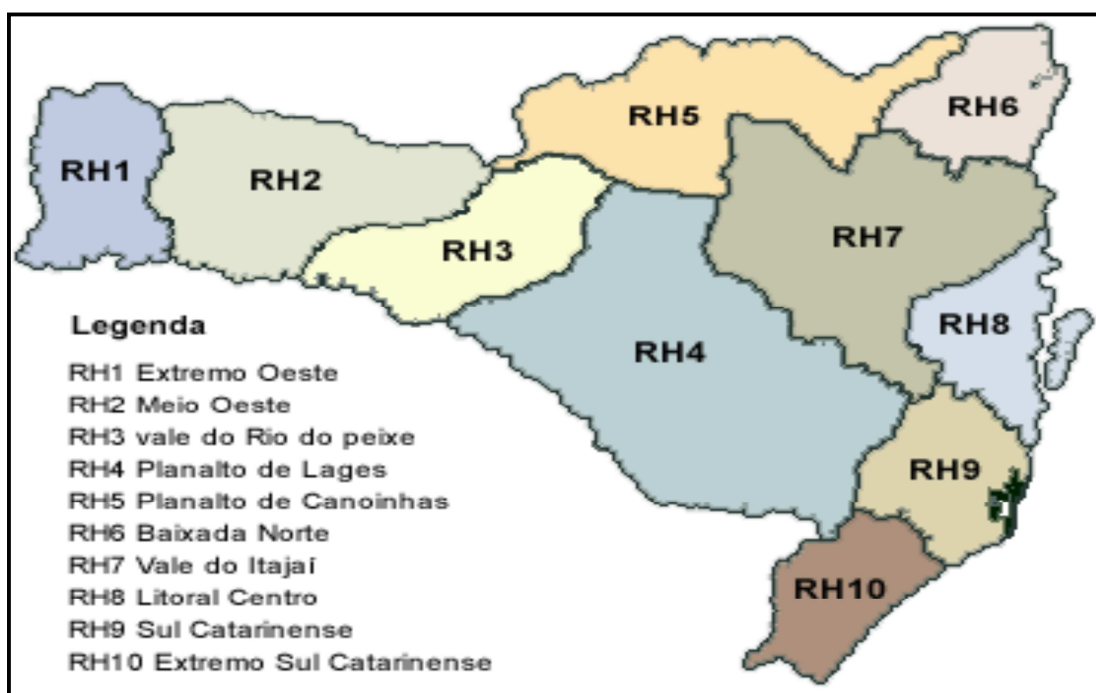 RH6
RH5
RH1
RH2
RH7
RH3
RH8
RH4
RH9
RH10
Legenda
RH1 Extremo Oeste
RH2 Meio Oeste
RH3 vale do Rio do peixe
RH4 Planalto de Lages
RH5 Planalto de Canoinhas
RH6 Baixada Norte
RH7 Vale do Itajaí
RH8 Litoral Centro
RH9 Sul Catarinense
RH10 Extremo Sul Catarinense